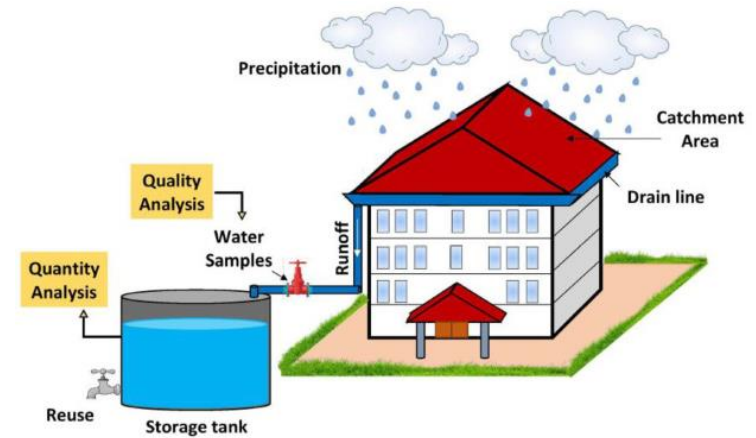 Precipitation
Catchment
Area
Drain line
Quality
Analysis
Water
Samples
Runoff
Quantity
Analysis
Reuse
Storage tank